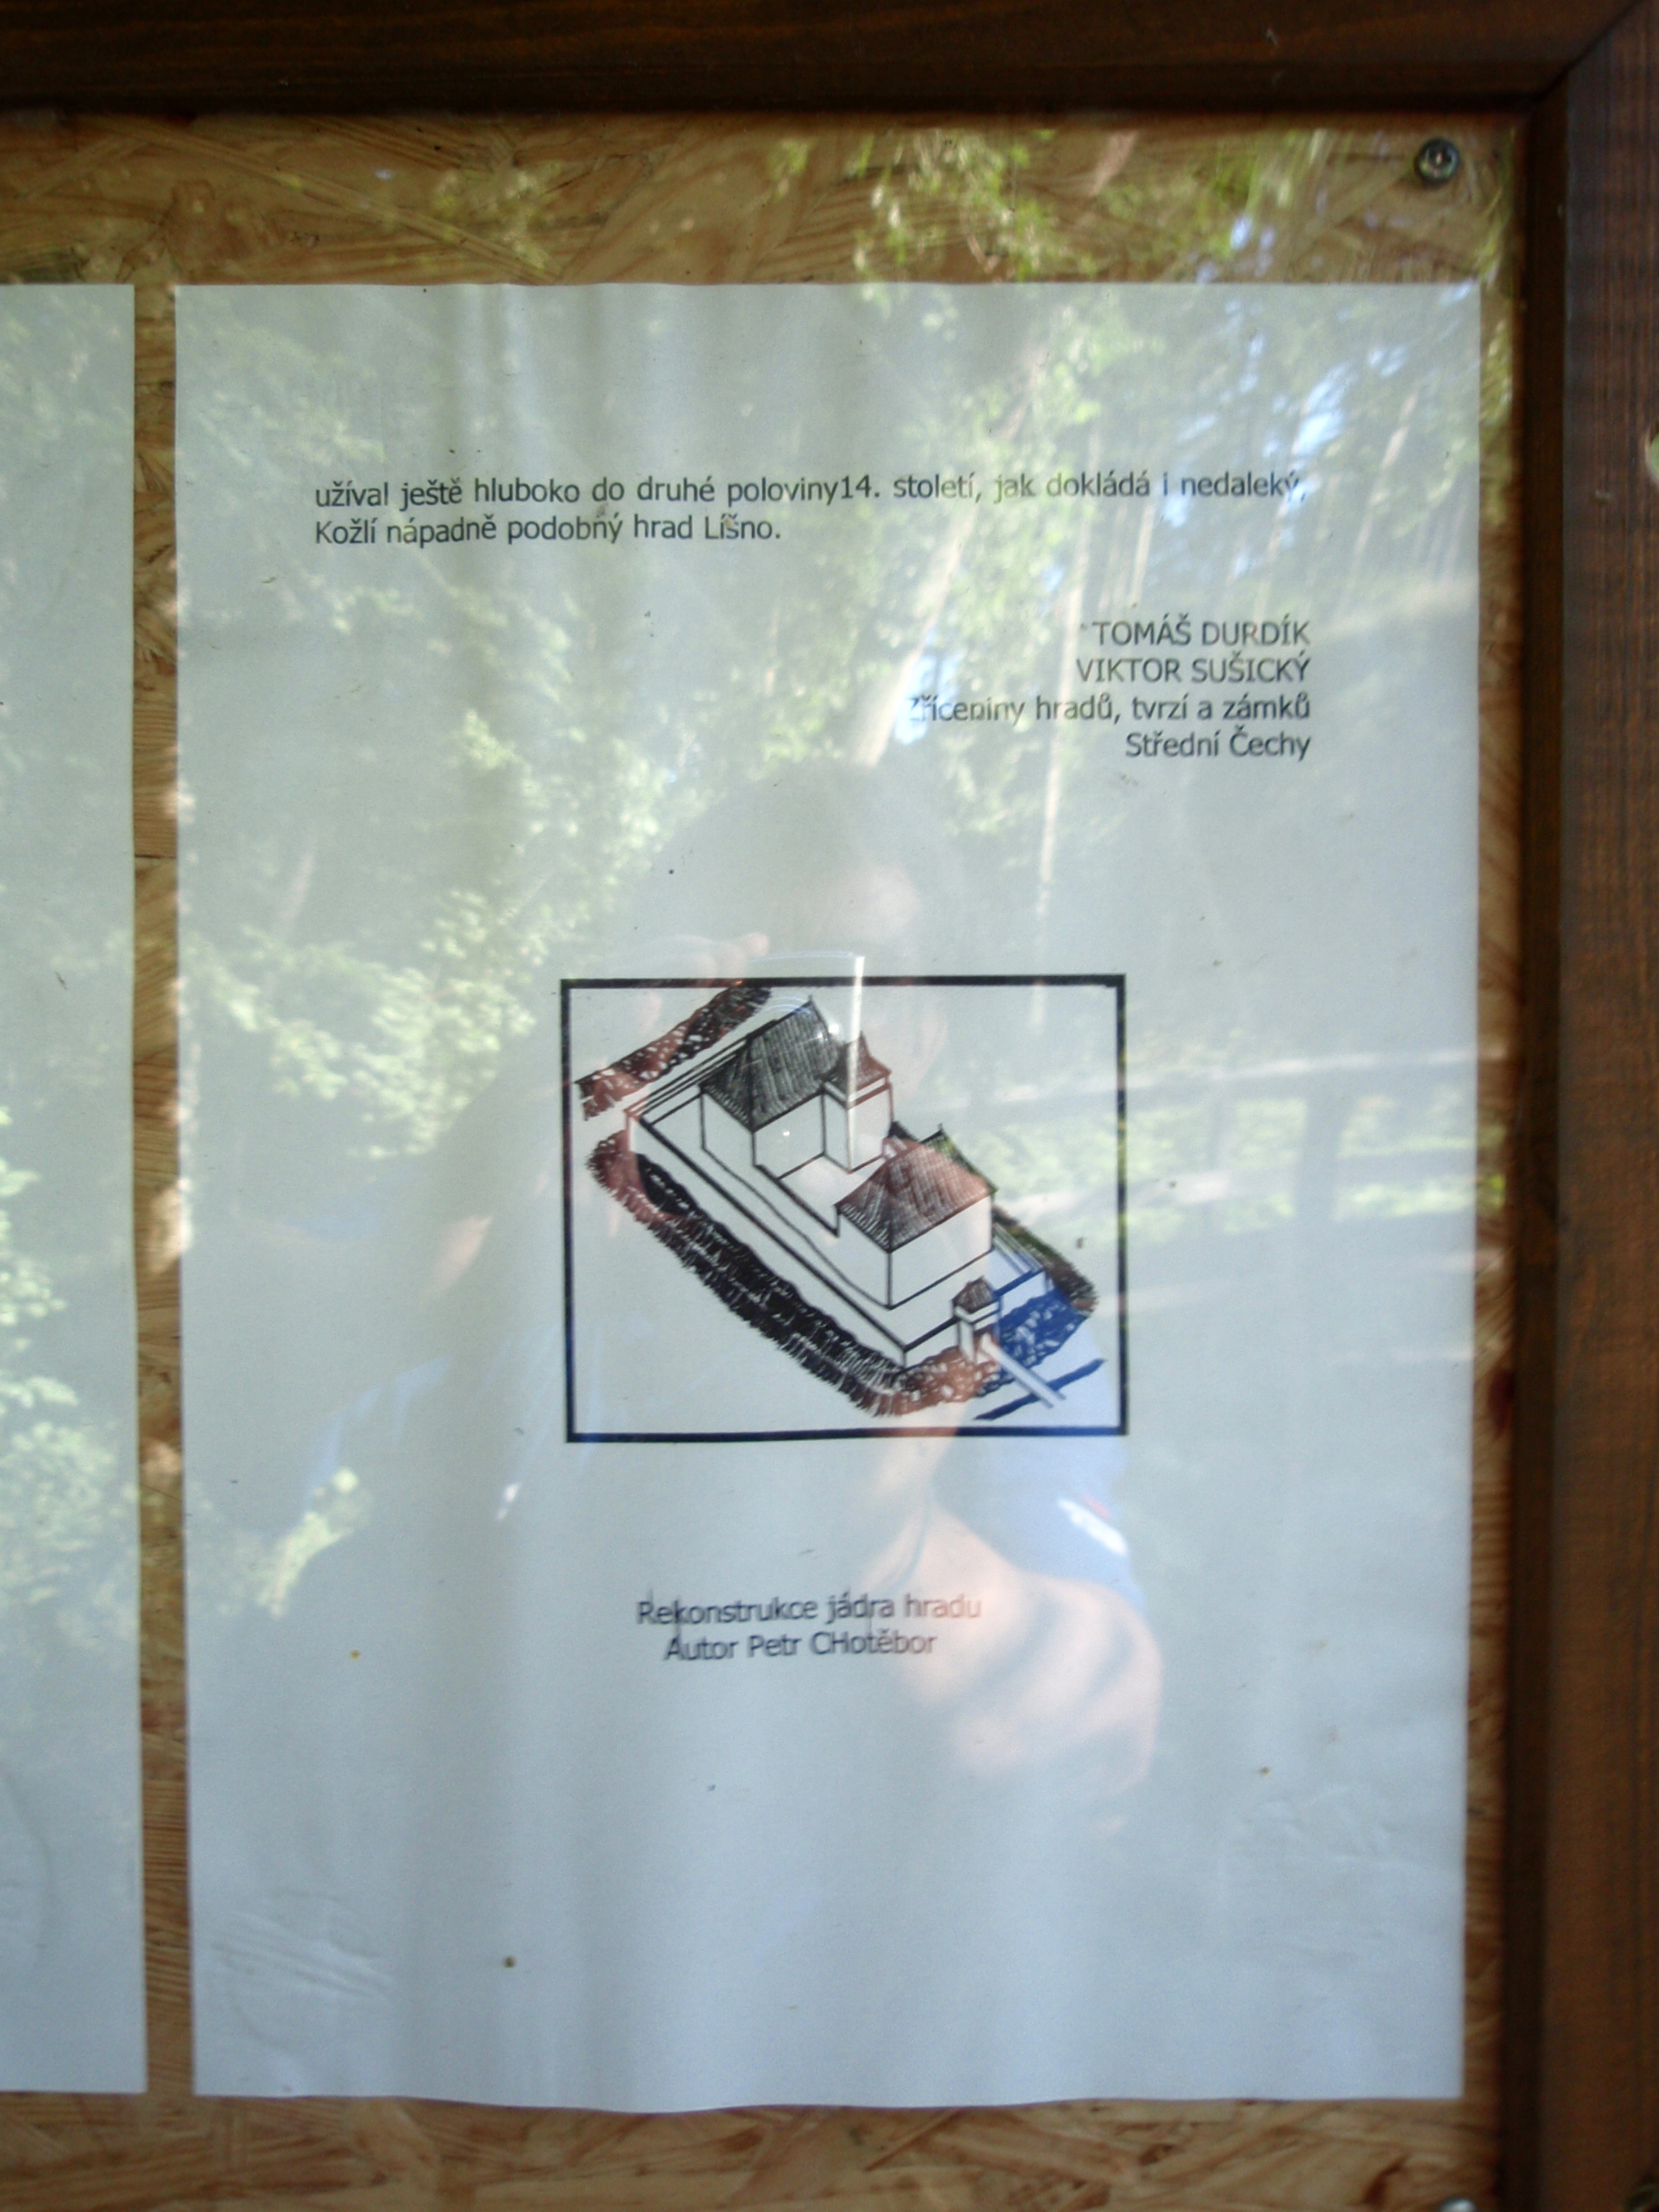 užíval ještě hluboko do druhé poloviny14. století, jak dokládá i nedaleký,
Kožlí nápadně podobný hrad Líšno.
TOMÁŠ DURDÍK
VIKTOR SUŠICKÝ
Zříceniny hradů, tvrzí a zámků
Střední Čechy
Rekonstrukce jádra hradu
Autor Petr CHotěbor